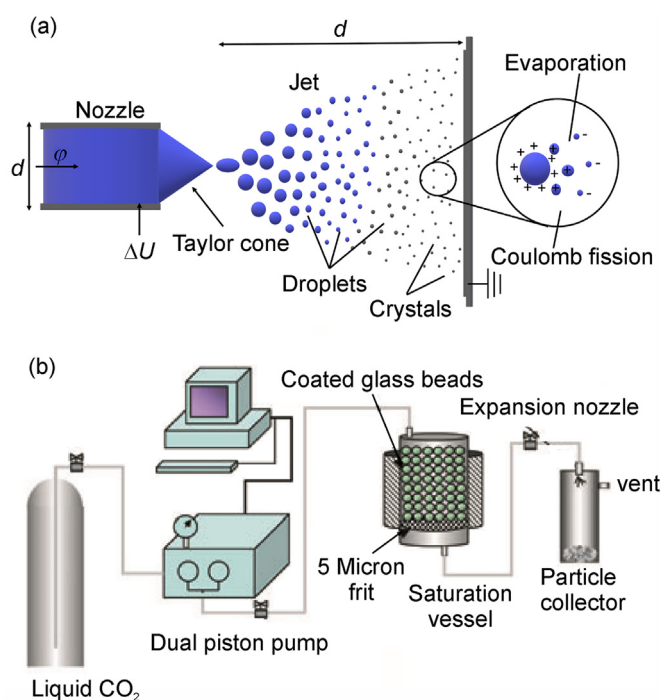 (a)
d
Jet
Evaporation
Nozzle
d
φ
+ + + + + + + + + +
- - -
ΔU
Taylor cone
Droplets
Crystals
Coulomb fission
(b)
Coated glass beads
Expansion nozzle
vent
5 Micron
frit
Saturation
vessel
Particle
collector
Dual piston pump
Liquid CO₂